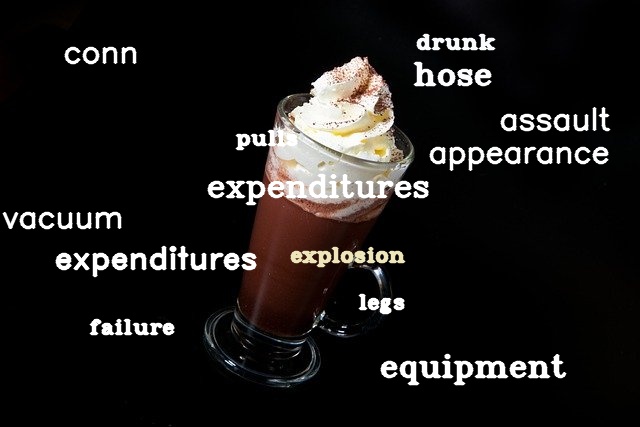 drunk
conn
hose
assault
pulls
appearance
expenditures
vacuum
explosion
expenditures
legs
failure
equipment